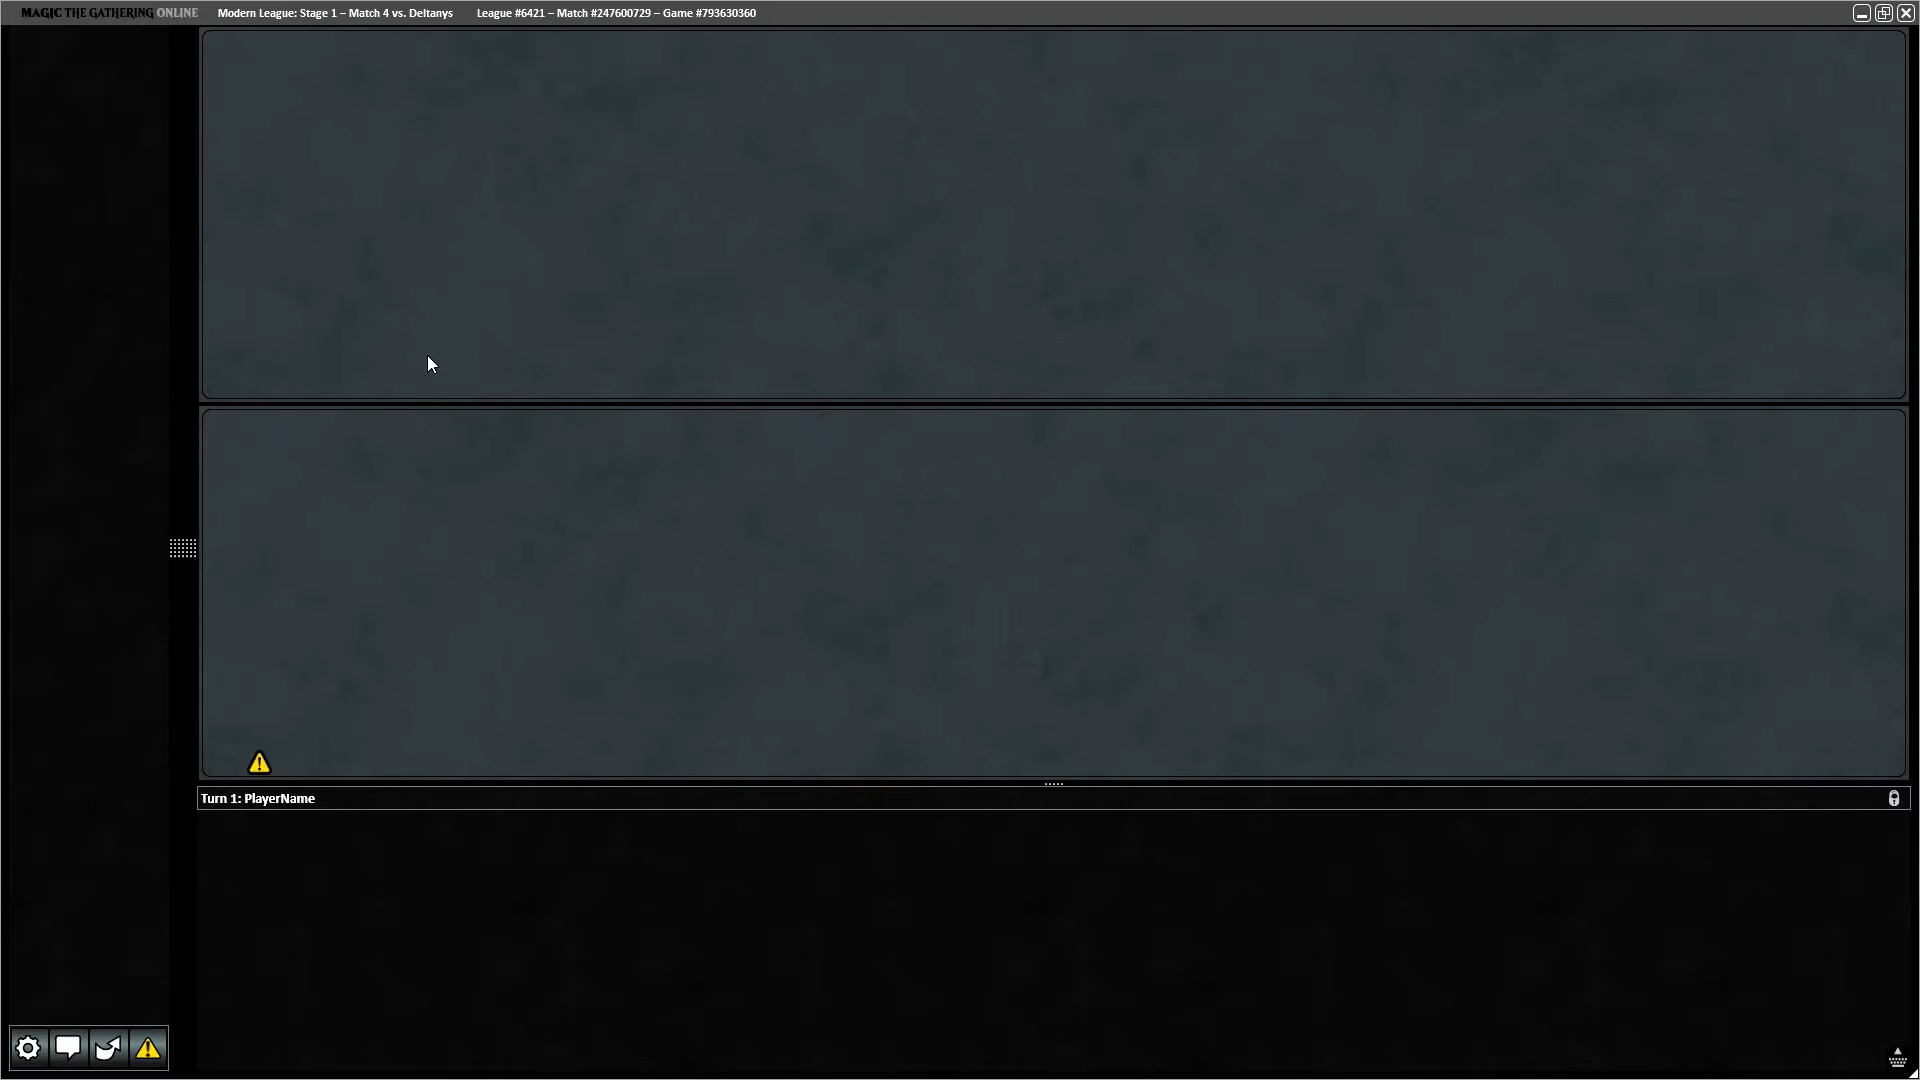 MAGIC THE GATHERING ONLINE Modern League: Stage 1 – Match 4 vs. Deltanys League #6421 – Match #247600729 – Game #793630360
Turn 1: PlayerName